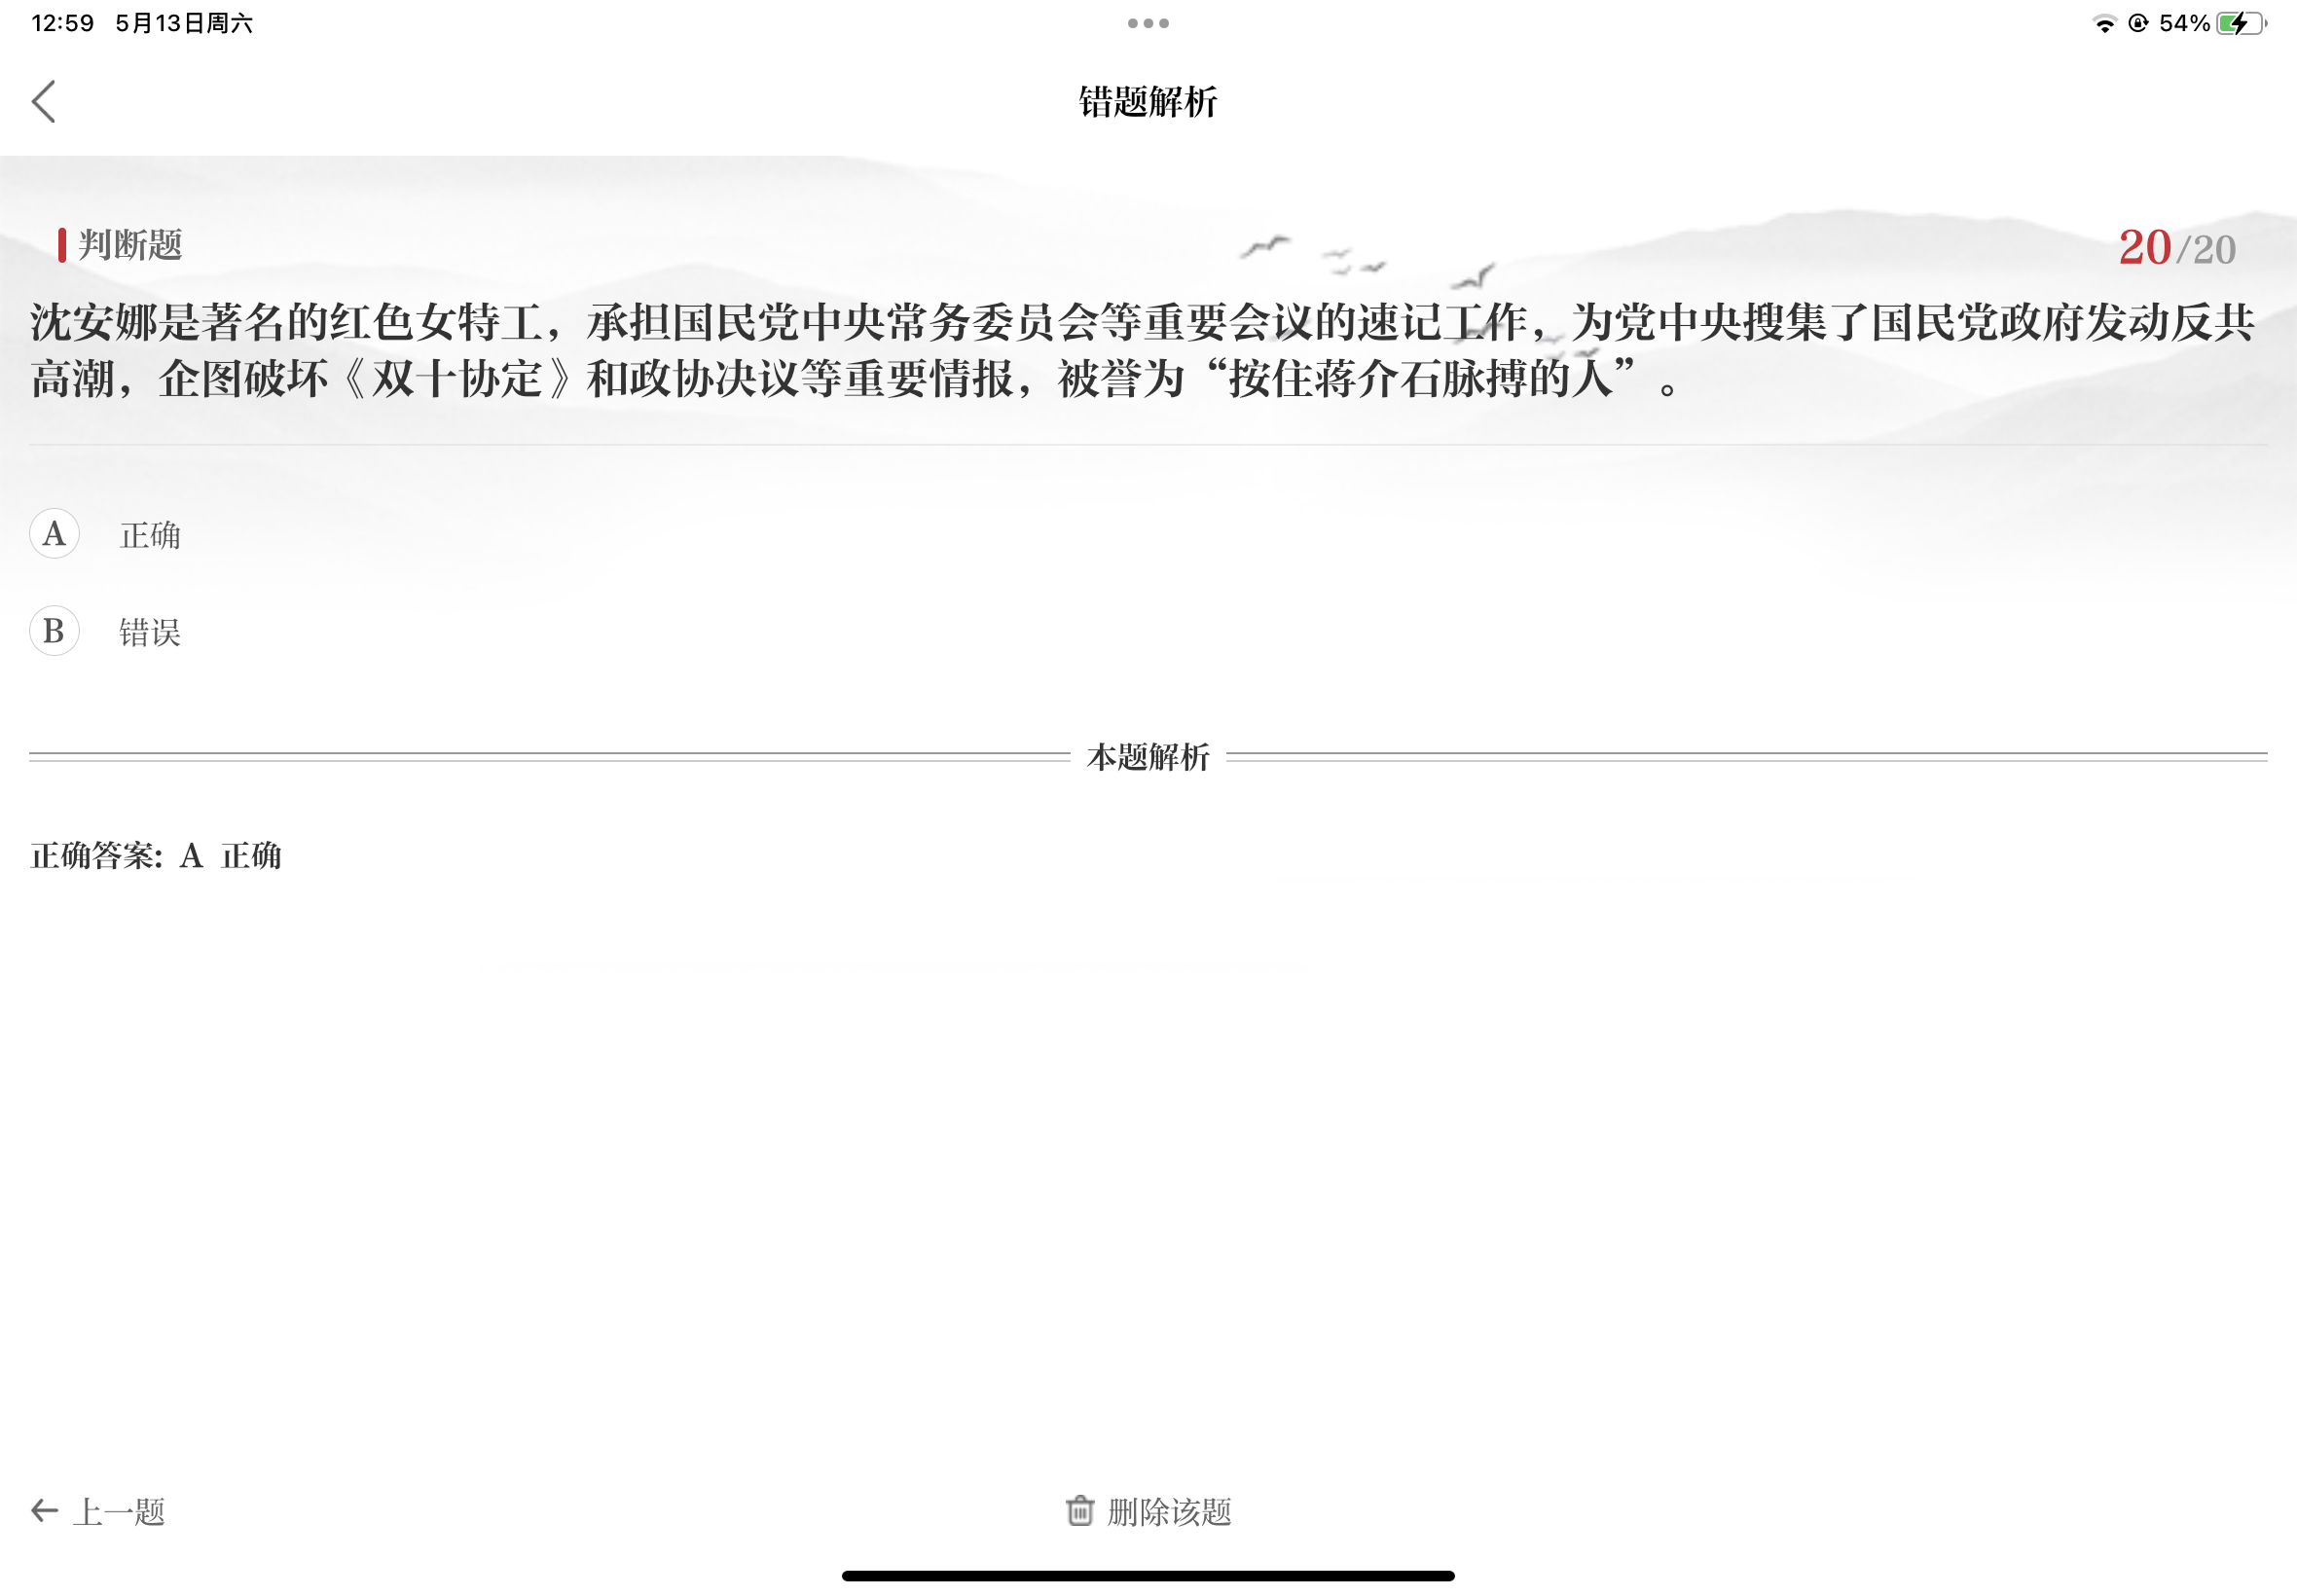 12:59 5月13日周六
54%
错题解析
判断题
20/20
沈安娜是著名的红色女特工，承担国民党中央常务委员会等重要会议的速记工作，为党中央搜集了国民党政府发动反共
高潮，企图破坏《双十协定》和政协决议等重要情报，被誉为“按住蒋介石脉搏的人”。
A 正确
B 错误
本题解析
正确答案: A 正确
上一题
删除该题